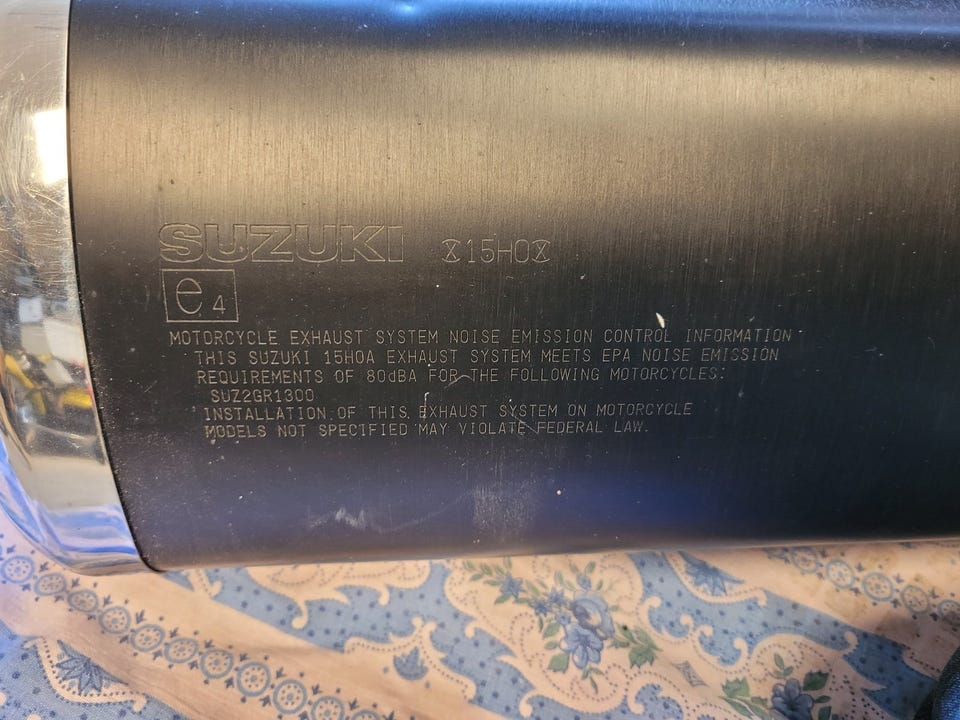 SUZUKI ⴵ15H0ⴵ
e4
MOTORCYCLE EXHAUST SYSTEM NOISE EMISSION CONTROL INFORMATION
THIS SUZUKI 15H0A EXHAUST SYSTEM MEETS EPA NOISE EMISSION
REQUIREMENTS OF 80dBA FOR THE FOLLOWING MOTORCYCLES:
SUZ2GR1300
INSTALLATION OF THIS EXHAUST SYSTEM ON MOTORCYCLE
MODELS NOT SPECIFIED MAY VIOLATE FEDERAL LAW.